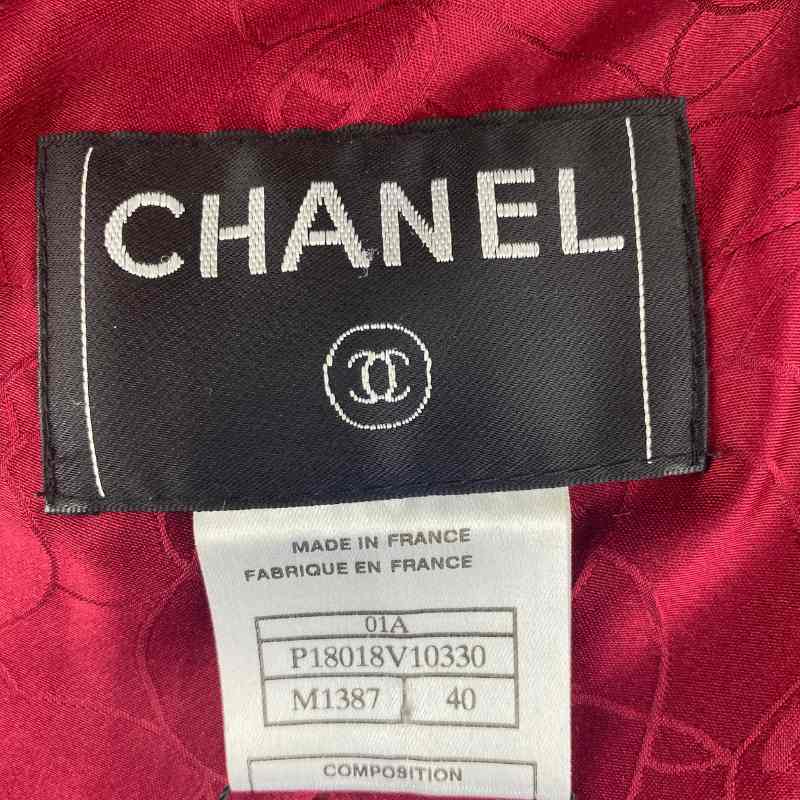 CHANEL
MADE IN FRANCE
FABRIQUE EN FRANCE
01A
P18018V10330
M1387 40
COMPOSITION